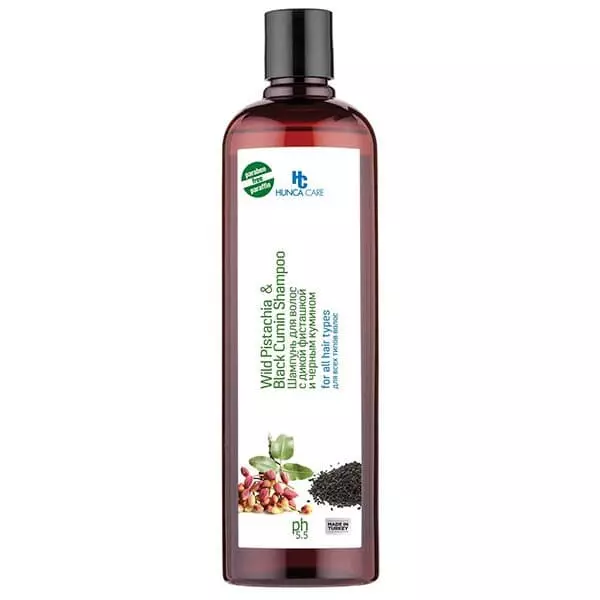 paraben
free
paraffin
HC
HUNCA CARE
Wild Pistachia &
Black Cumin Shampoo
Шампунь для волос
с дикой фисташкой
и черным кумином
for all hair types
для всех типов волос
ph
5.5
MADE IN
TURKEY